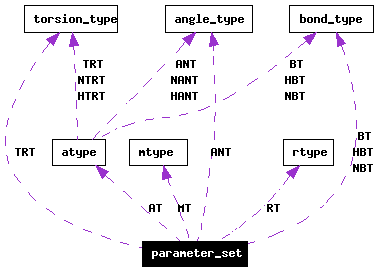 torsion_type angle_type bond_type
TRT ANT BT
NTRT NANT HBT
HTRT HANT NBT
BT
HBT
TRT atype mtype ANT rtype NBT
AT MT RT
parameter_set